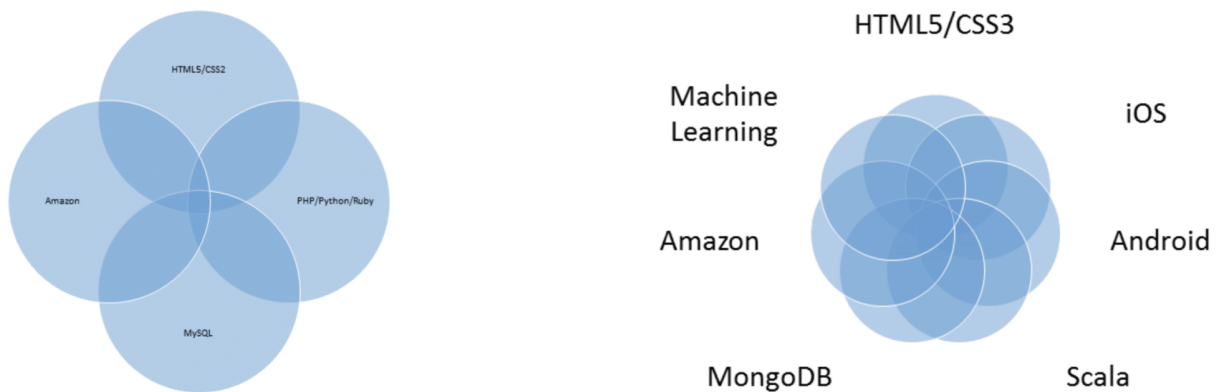 HTML5/CSS2
Amazon
PHP/Python/Ruby
MySQL
HTML5/CSS3
Machine
Learning
iOS
Amazon
Android
MongoDB
Scala